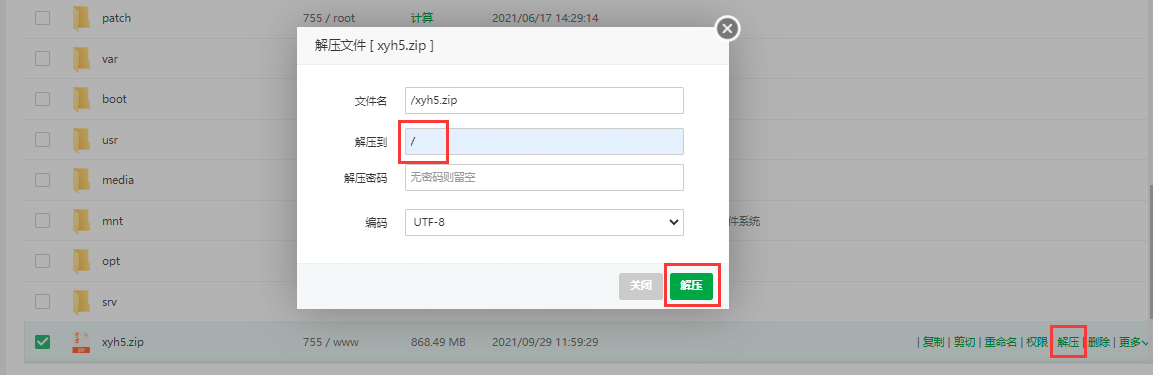 patch 755 / root 计算 2021/06/17 14:29:14
解压文件 [ xyh5.zip ]
var
boot
文件名 /xyh5.zip
usr
解压到 /
media
解压密码 无密码则留空
mnt 件系统
编码 UTF-8
opt
关闭 解压
srv
xyh5.zip 755 / www 868.49 MB 2021/09/29 11:59:29 | 复制 | 剪切 | 重命名 | 权限 | 解压 | 删除 | 更多